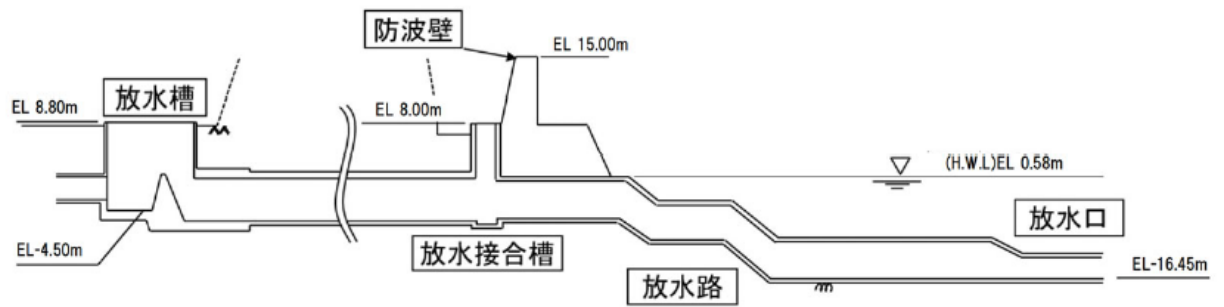 防波壁
EL 15.00m
放水槽
EL 8.80m
EL 8.00m
(H.W.L)EL 0.58m
放水口
EL-4.50m
放水接合槽
EL-16.45m
放水路